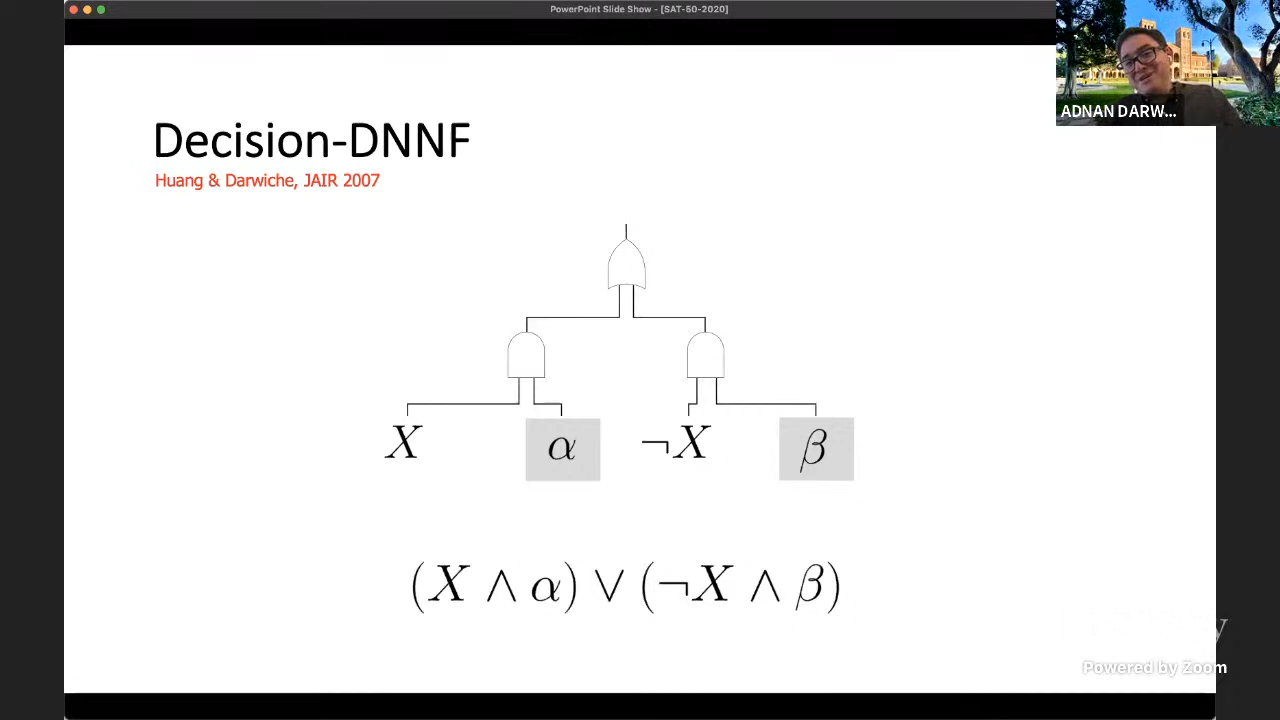 PowerPoint Slide Show - [SAT-50-2020]
ADNAN DARW...
Decision-DNNF
Huang & Darwiche, JAIR 2007
X α ¬X β
(X ∧ α) ∨ (¬X ∧ β)
Powered by Zoom